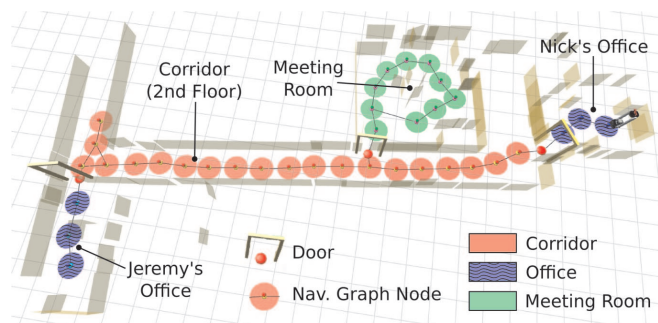 Nick's Office
Corridor
(2nd Floor)
Meeting
Room
Jeremy's
Office
Door
Nav. Graph Node
Corridor
Office
Meeting Room